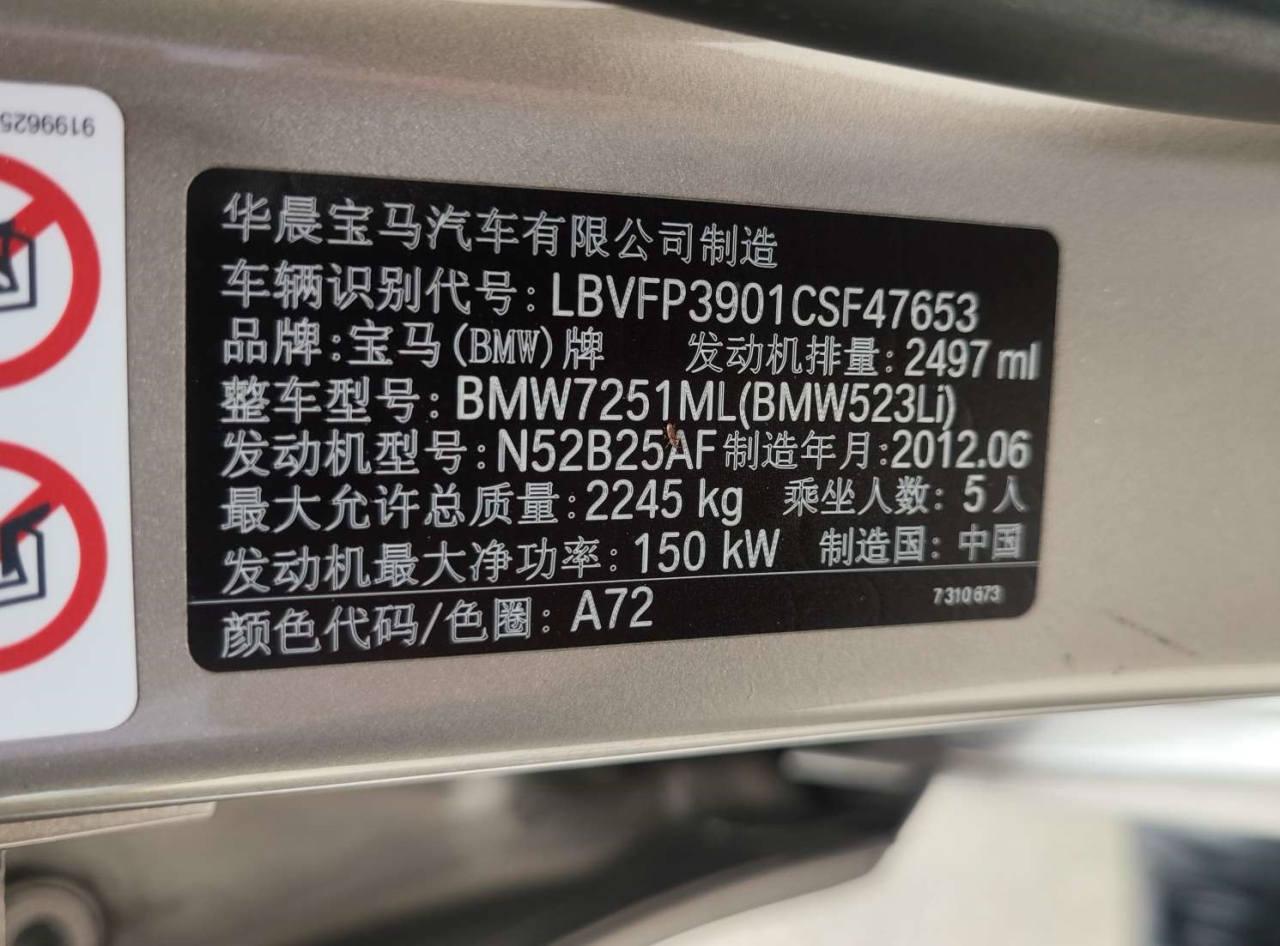 9199625
华晨宝马汽车有限公司制造
车辆识别代号:LBVFP3901CSF47653
品牌:宝马(BMW)牌 发动机排量:2497 ml
整车型号:BMW7251ML(BMW523Li)
发动机型号:N52B25AF 制造年月:2012.06
最大允许总质量:2245 kg 乘坐人数:5人
发动机最大净功率:150 kW 制造国:中国
颜色代码/色圈:A72 7310673